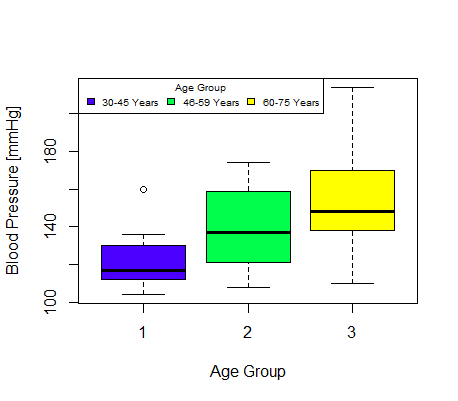 Age Group
30-45 Years 46-59 Years 60-75 Years
Blood Pressure [mmHg]
180
140
100
1 2 3
Age Group